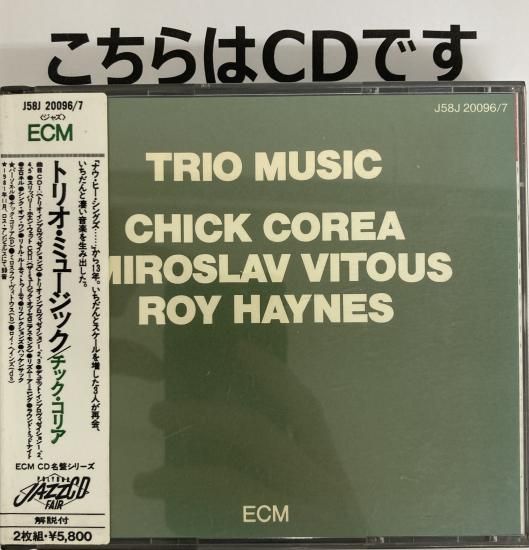 こちらはCDです
J58J 20096/7
〈ジャズ〉
ECM
トリオ・ミュージック/チック・コリア
“ナウ・ヒー・シングズ……”から13年。いちだんとスケールを増した3人が再会、
いちだんと凄い音楽を生み出した。
ECM CD名盤シリーズ
POLYDOR
JAZZ CD
FAIR
解説付
2枚組・¥5,800
J58J 20096/7
TRIO MUSIC
CHICK COREA
MIROSLAV VITOUS
ROY HAYNES
ECM